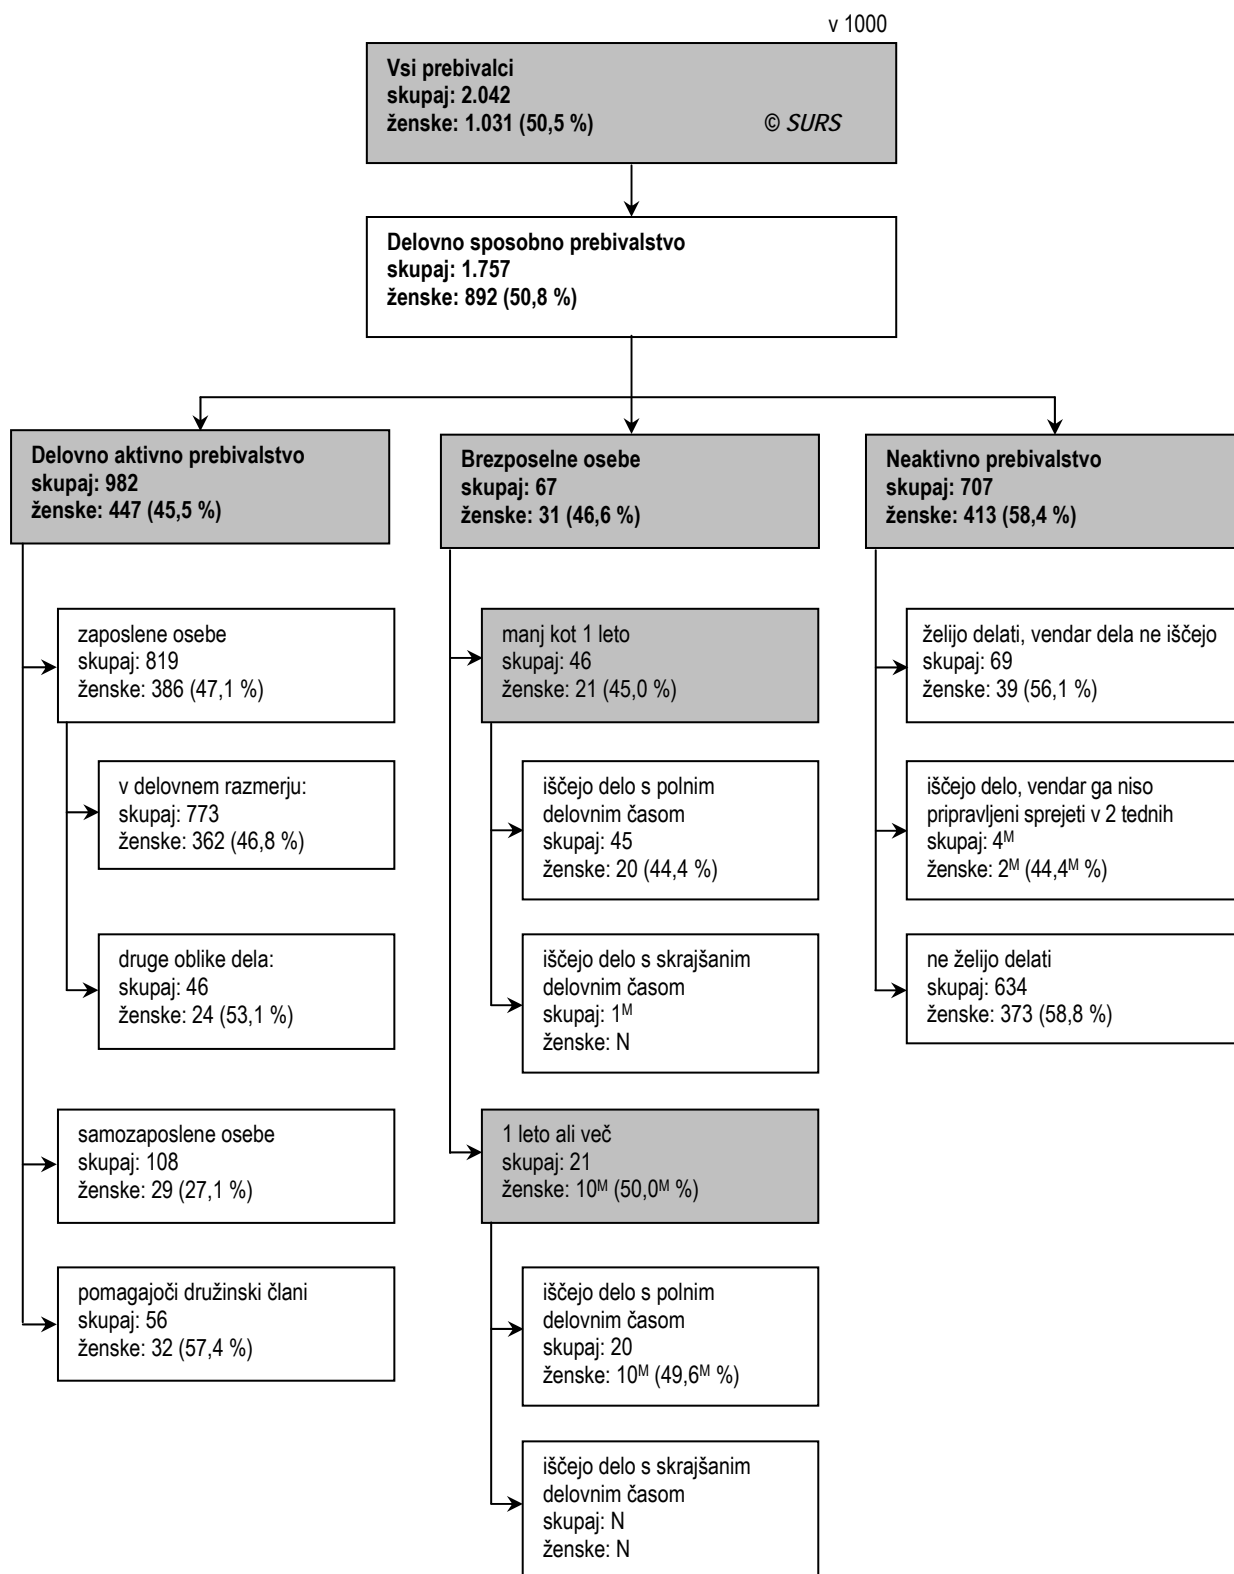 v 1000
Vsi prebivalci
skupaj: 2.042
ženske: 1.031 (50,5 %) © SURS
Delovno sposobno prebivalstvo
skupaj: 1.757
ženske: 892 (50,8 %)
Delovno aktivno prebivalstvo
skupaj: 982
ženske: 447 (45,5 %)
zaposlene osebe
skupaj: 819
ženske: 386 (47,1 %)
v delovnem razmerju:
skupaj: 773
ženske: 362 (46,8 %)
druge oblike dela:
skupaj: 46
ženske: 24 (53,1 %)
samozaposlene osebe
skupaj: 108
ženske: 29 (27,1 %)
pomagajoči družinski člani
skupaj: 56
ženske: 32 (57,4 %)
Brezposelne osebe
skupaj: 67
ženske: 31 (46,6 %)
manj kot 1 leto
skupaj: 46
ženske: 21 (45,0 %)
iščejo delo s polnim
delovnim časom
skupaj: 45
ženske: 20 (44,4 %)
iščejo delo s skrajšanim
delovnim časom
skupaj: 1ᴹ
ženske: N
1 leto ali več
skupaj: 21
ženske: 10ᴹ (50,0ᴹ %)
iščejo delo s polnim
delovnim časom
skupaj: 20
ženske: 10ᴹ (49,6ᴹ %)
iščejo delo s skrajšanim
delovnim časom
skupaj: N
ženske: N
Neaktivno prebivalstvo
skupaj: 707
ženske: 413 (58,4 %)
želijo delati, vendar dela ne iščejo
skupaj: 69
ženske: 39 (56,1 %)
iščejo delo, vendar ga niso
pripravljeni sprejeti v 2 tednih
skupaj: 4ᴹ
ženske: 2ᴹ (44,4ᴹ %)
ne želijo delati
skupaj: 634
ženske: 373 (58,8 %)